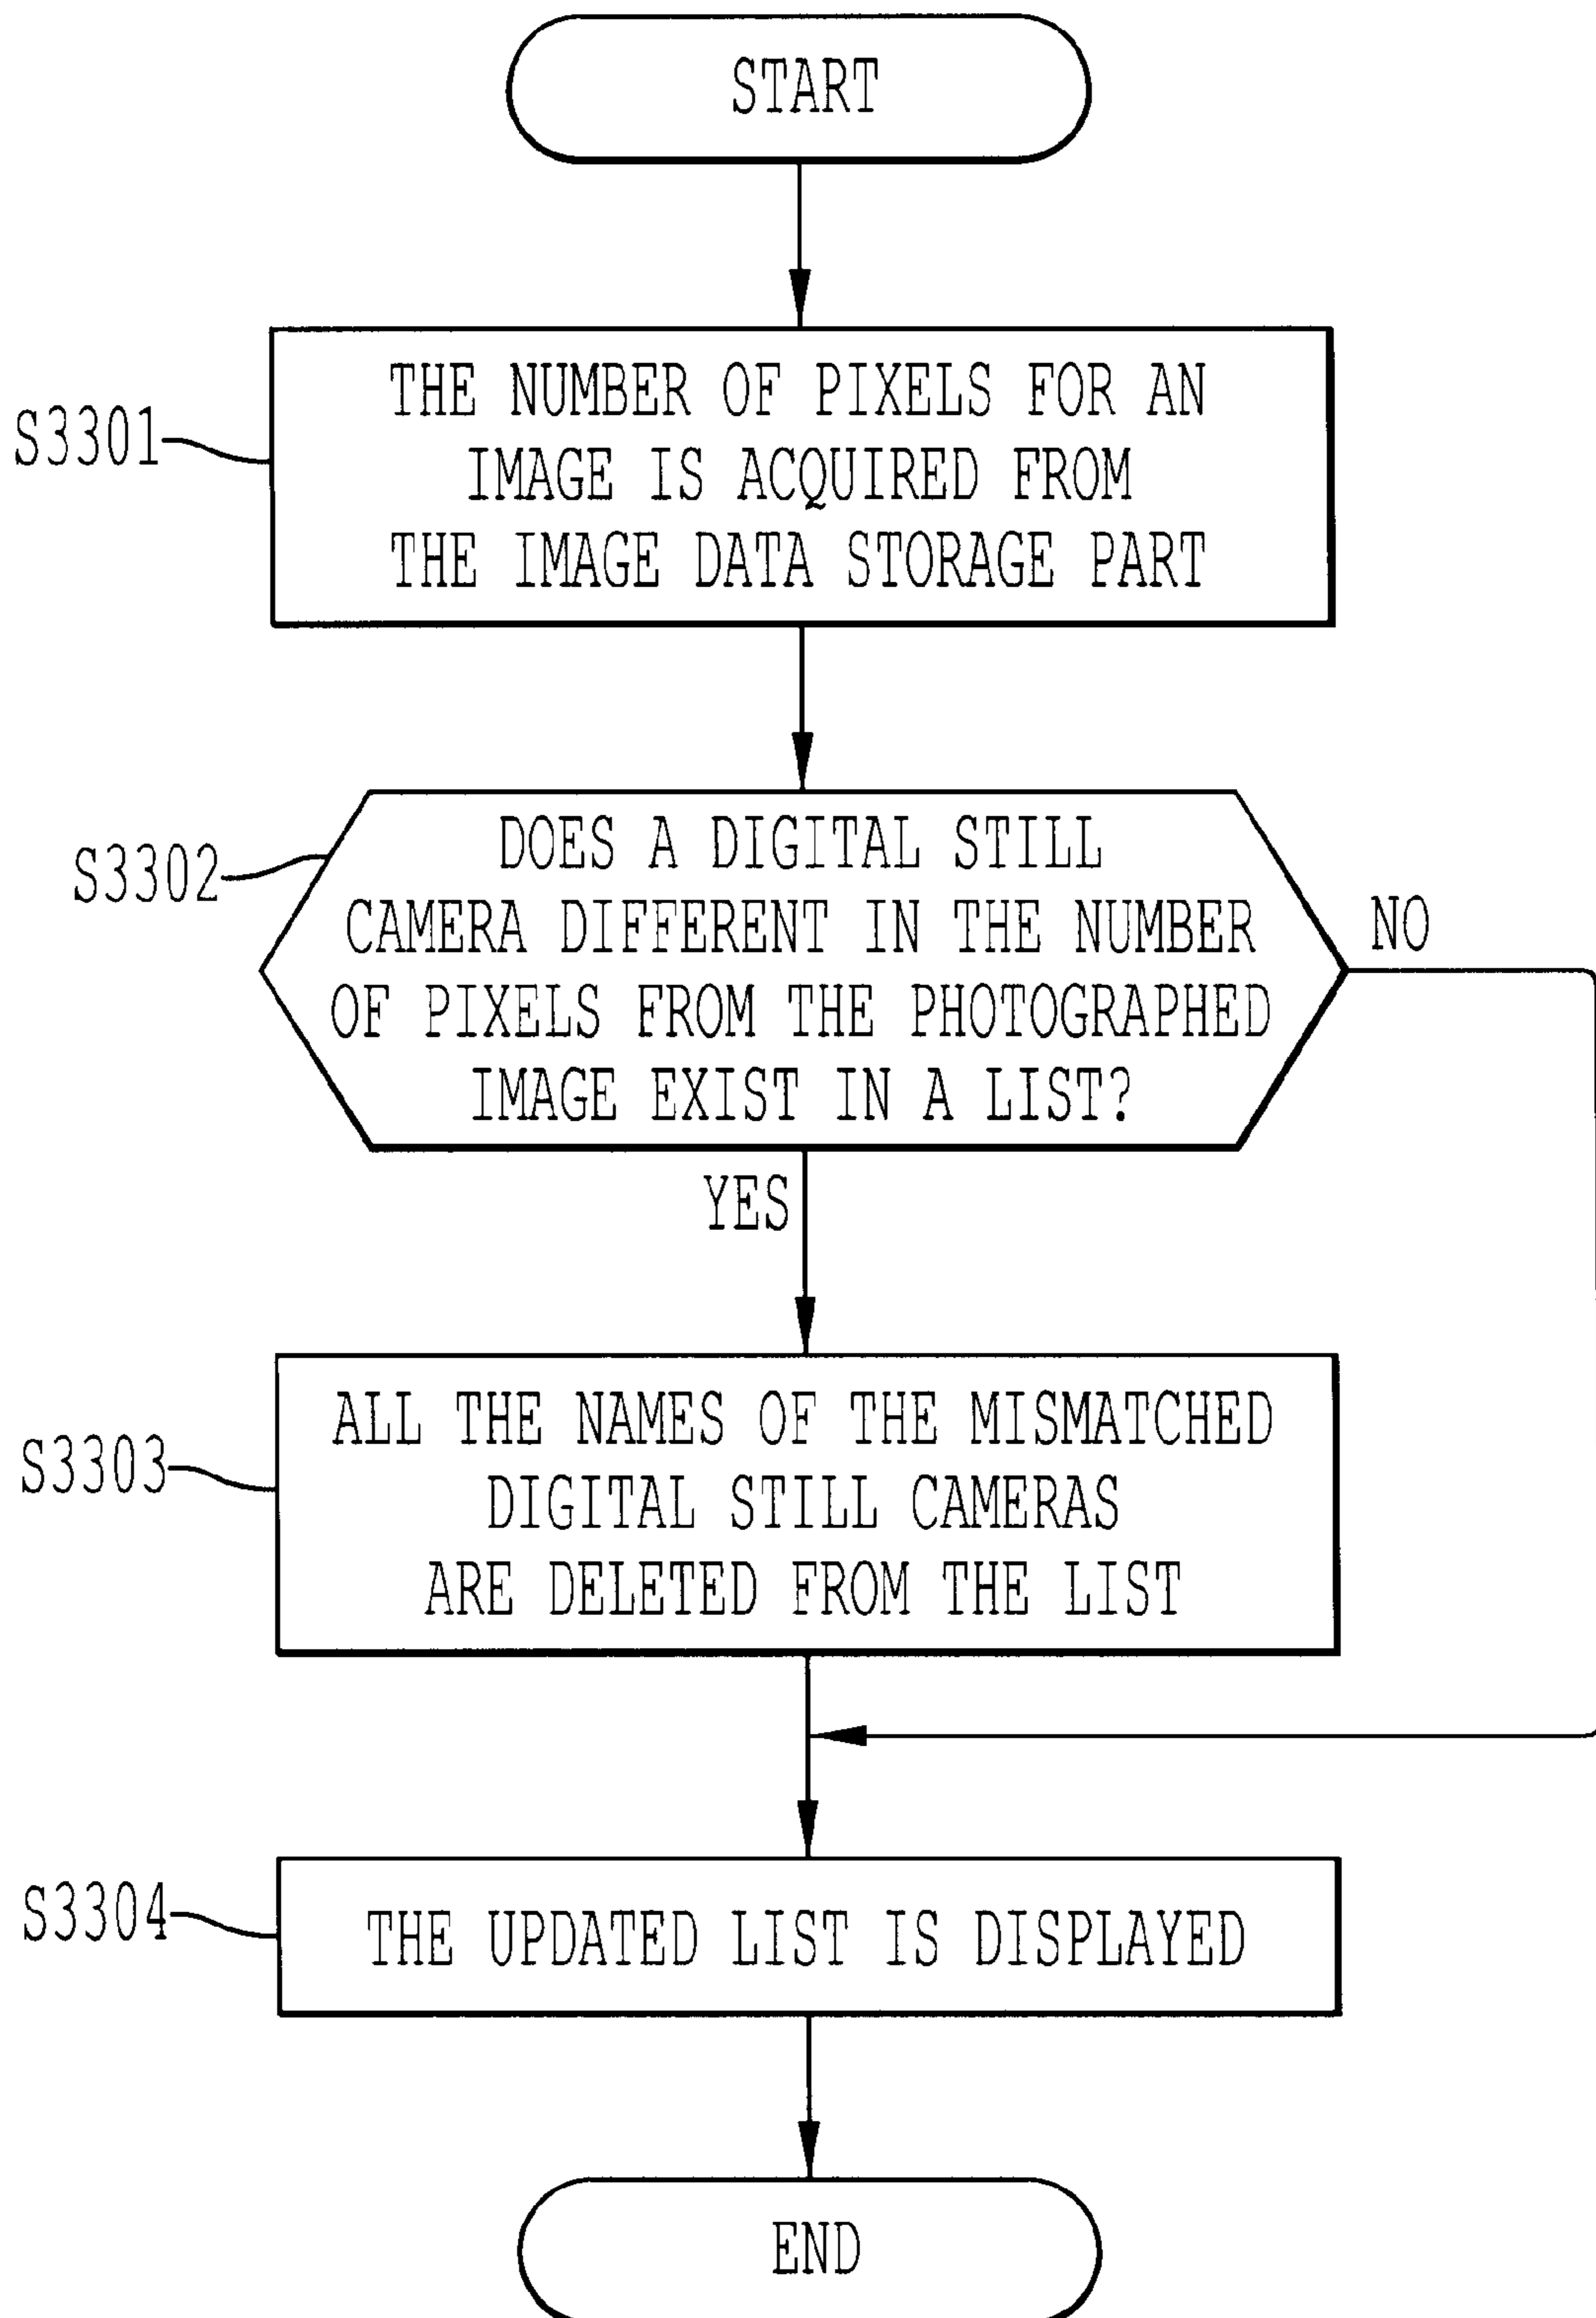 START
S3301
THE NUMBER OF PIXELS FOR AN
IMAGE IS ACQUIRED FROM
THE IMAGE DATA STORAGE PART
S3302
DOES A DIGITAL STILL
CAMERA DIFFERENT IN THE NUMBER
OF PIXELS FROM THE PHOTOGRAPHED
IMAGE EXIST IN A LIST?
NO
YES
S3303
ALL THE NAMES OF THE MISMATCHED
DIGITAL STILL CAMERAS
ARE DELETED FROM THE LIST
S3304
THE UPDATED LIST IS DISPLAYED
END